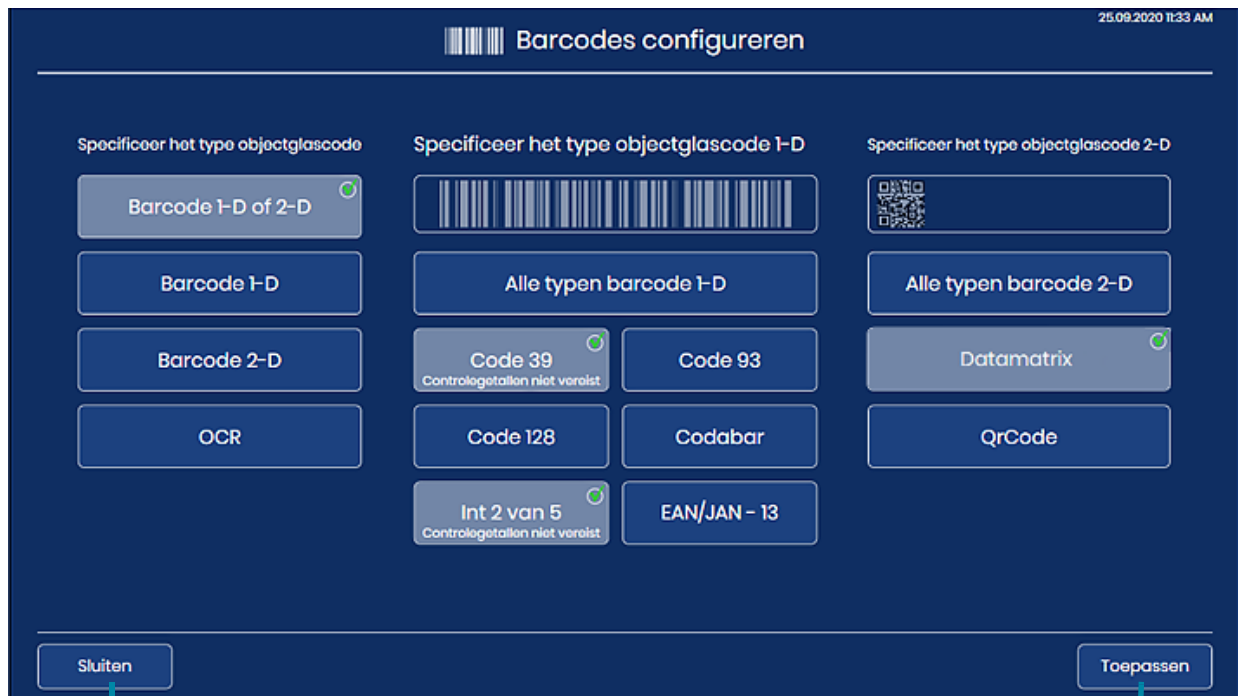 25.09.2020 11:33 AM
Barcodes configureren
Specificeer het type objectglascode
Barcode 1-D of 2-D
Barcode 1-D
Barcode 2-D
OCR
Specificeer het type objectglascode 1-D
Alle typen barcode 1-D
Code 39
Controlegetallen niet vereist
Code 93
Code 128
Codabar
Int 2 van 5
Controlegetallen niet vereist
EAN/JAN - 13
Specificeer het type objectglascode 2-D
Alle typen barcode 2-D
Datamatrix
QrCode
Sluiten
Toepassen